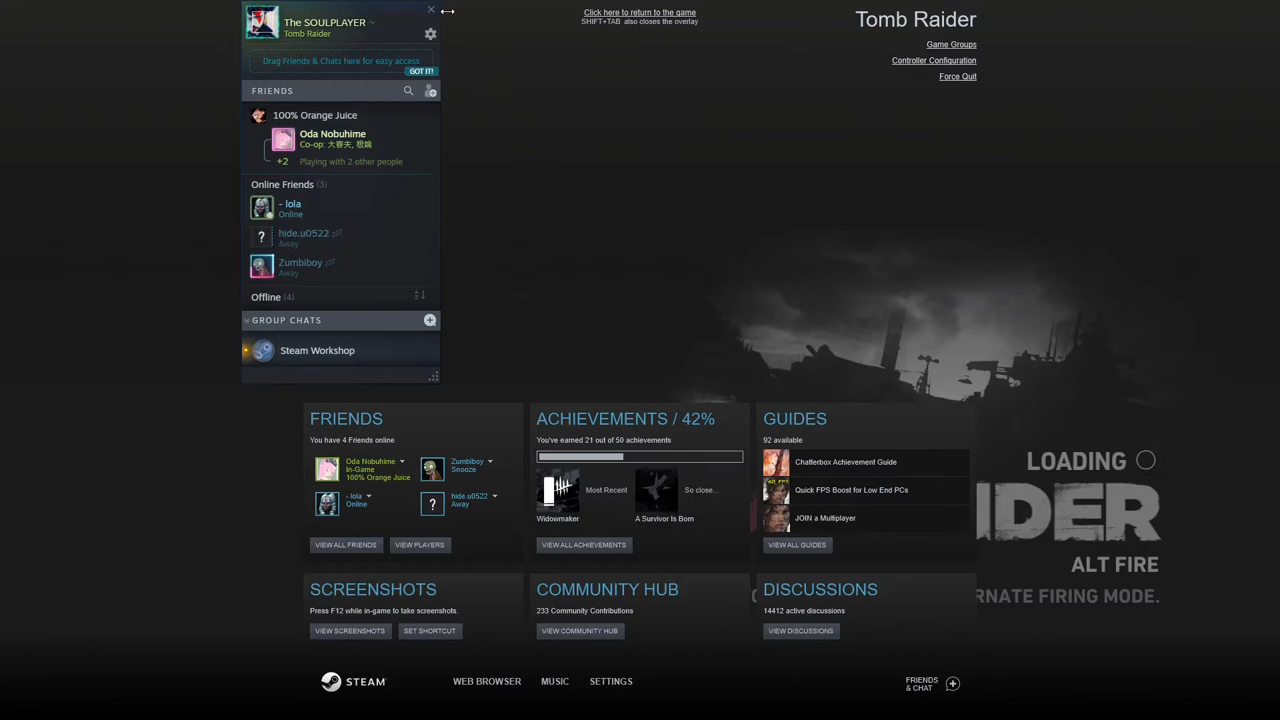 The SOULPLAYER
Tomb Raider
Drag Friends & Chats here for easy access
GOT IT!
FRIENDS
100% Orange Juice
Oda Nobuhime
Co-op: 大春夫, 极端
+2 Playing with 2 other people
Online Friends (3)
- lola
Online
hide.u0522 zz
Away
Zumbiboy zz
Away
Offline (4)
GROUP CHATS
Steam Workshop
Click here to return to the game
SHIFT+TAB also closes the overlay
Tomb Raider
Game Groups
Controller Configuration
Force Quit
FRIENDS
You have 4 Friends online
Oda Nobuhime
In-Game
100% Orange Juice
Zumbiboy
Snooze
- lola
Online
hide.u0522
Away
VIEW ALL FRIENDS VIEW PLAYERS
ACHIEVEMENTS / 42%
You've earned 21 out of 50 achievements
Most Recent
So close...
Widowmaker
A Survivor Is Born
VIEW ALL ACHIEVEMENTS
GUIDES
92 available
Chatterbox Achievement Guide
Quick FPS Boost for Low End PCs
JOIN a Multiplayer
VIEW ALL GUIDES
LOADING
IDER
ALT FIRE
RNATE FIRING MODE.
SCREENSHOTS
Press F12 while in-game to take screenshots.
VIEW SCREENSHOTS SET SHORTCUT
COMMUNITY HUB
233 Community Contributions
VIEW COMMUNITY HUB
DISCUSSIONS
14412 active discussions
VIEW DISCUSSIONS
STEAM
WEB BROWSER MUSIC SETTINGS
FRIENDS
& CHAT